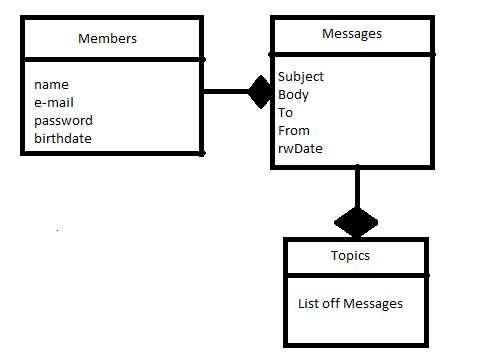 Members
name
e-mail
password
birthdate
Messages
Subject
Body
To
From
rwDate
Topics
List off Messages